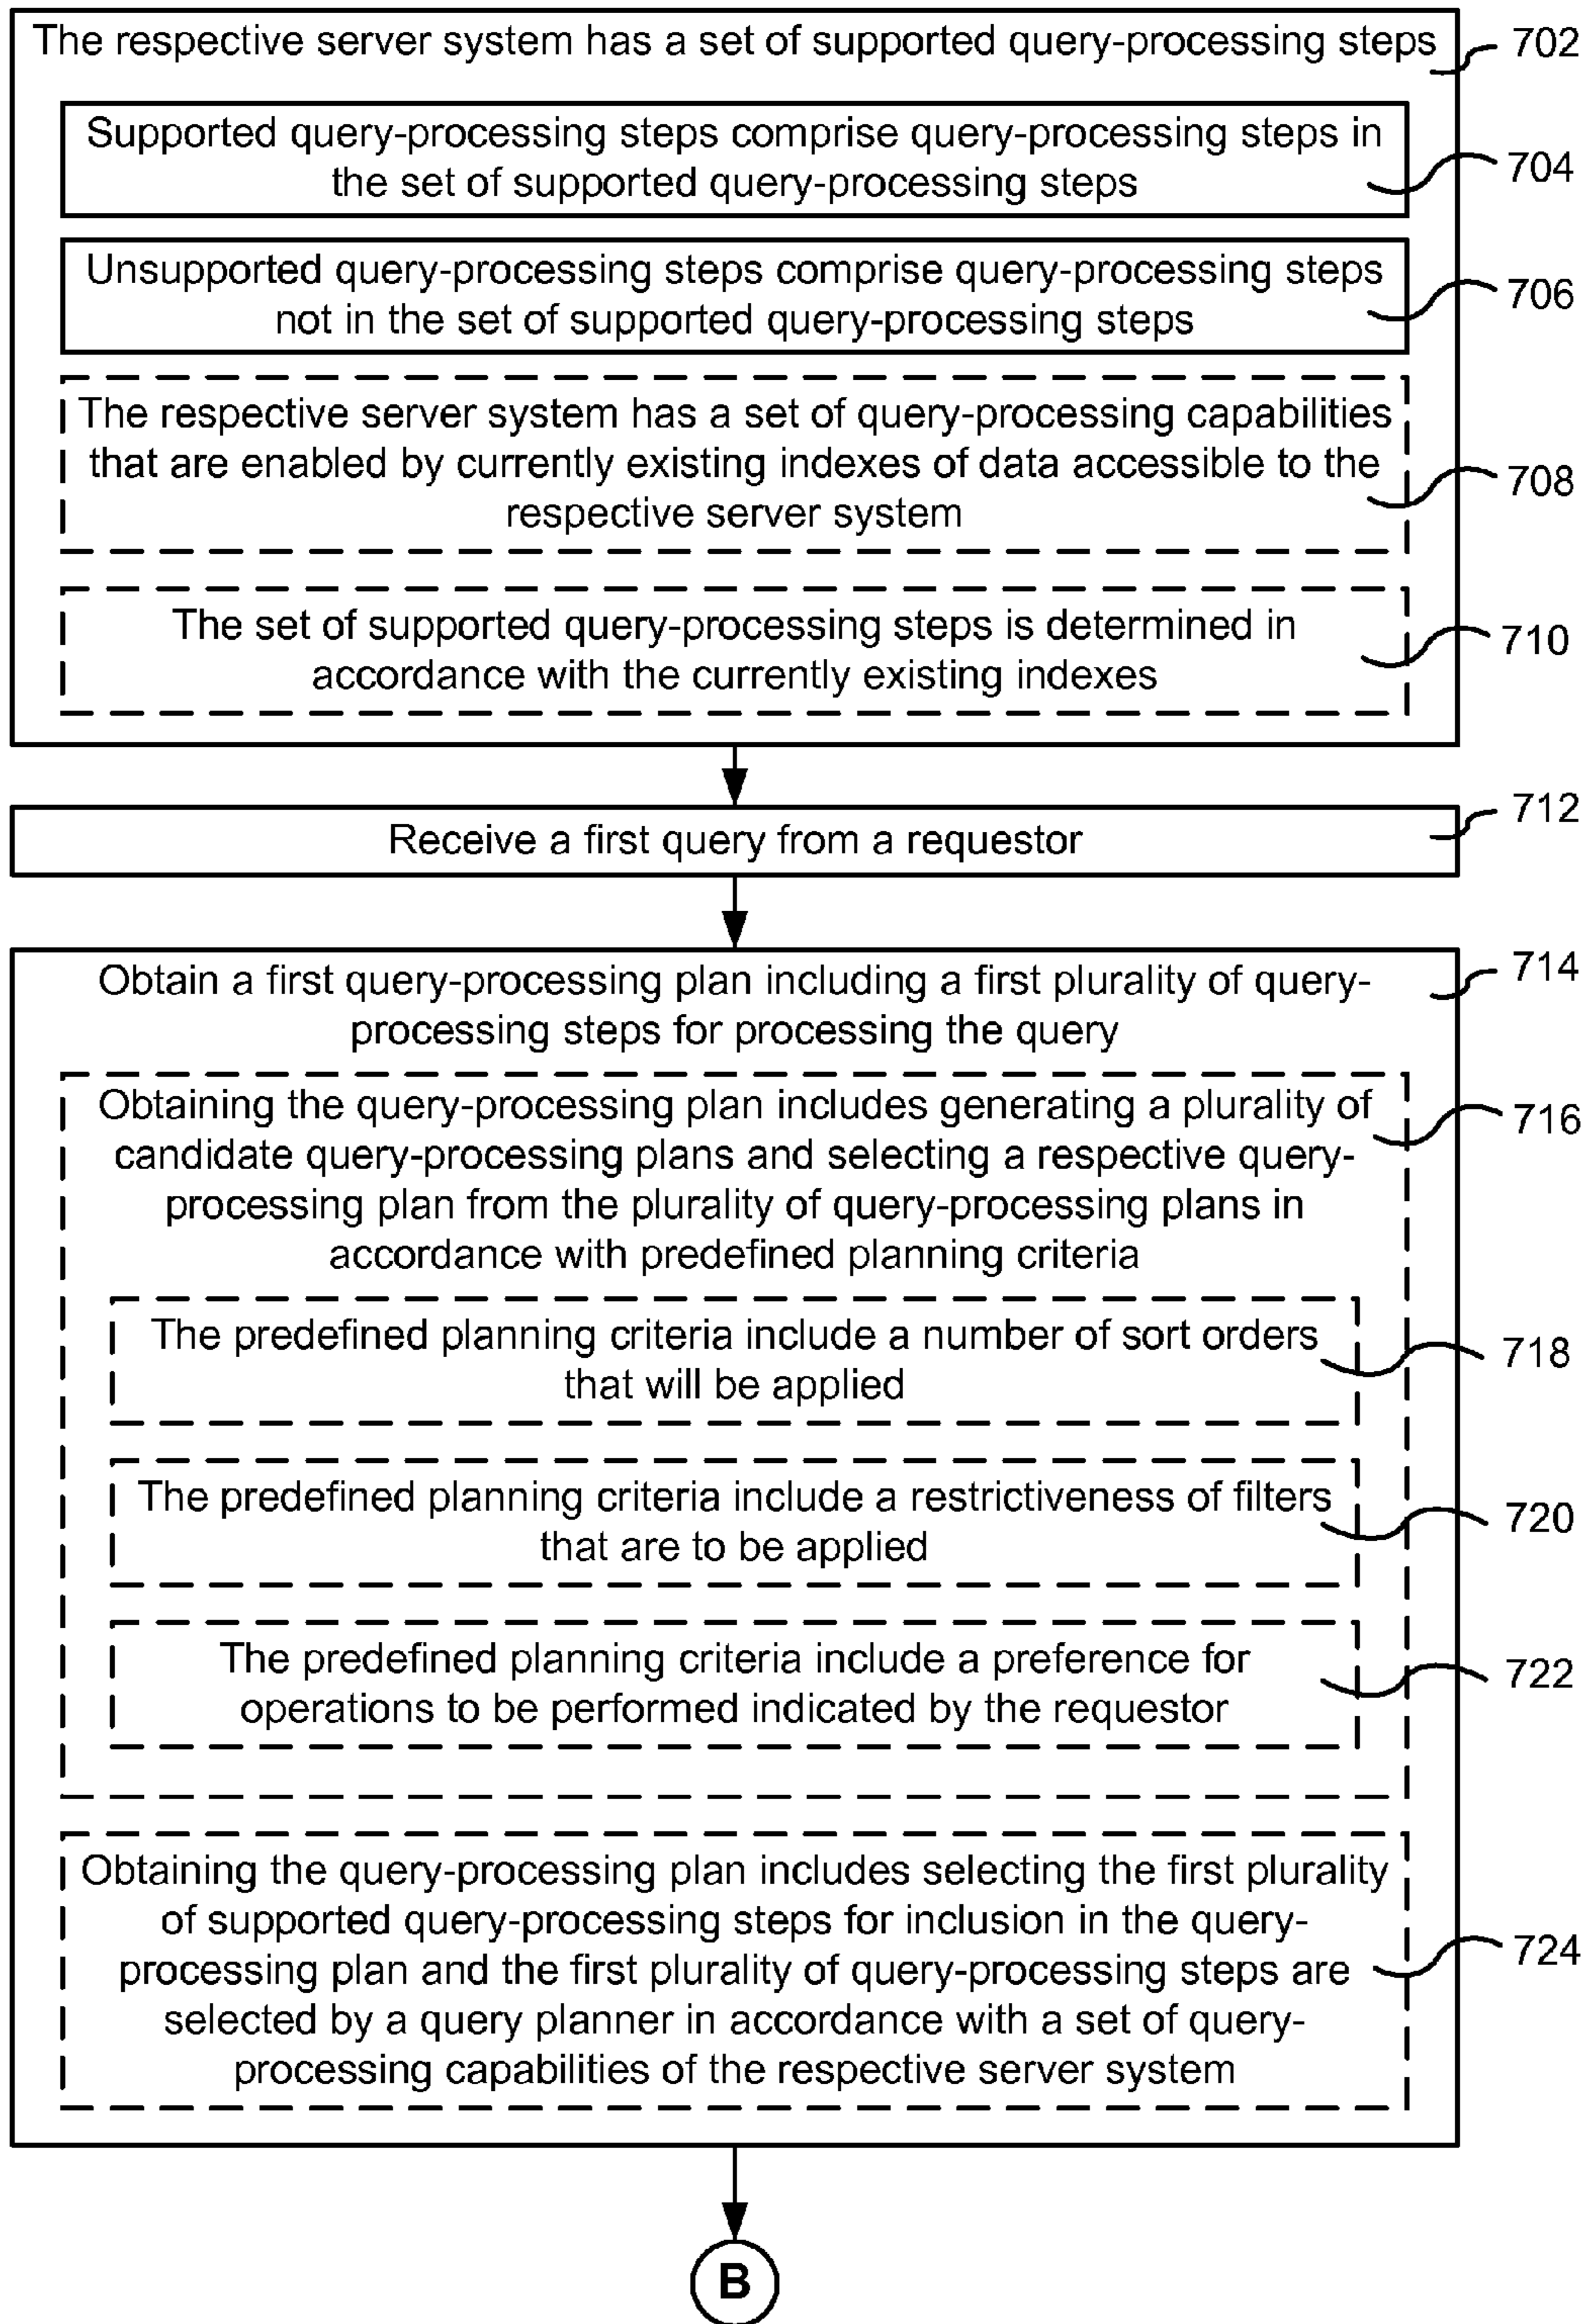 The respective server system has a set of supported query-processing steps
702
Supported query-processing steps comprise query-processing steps in
the set of supported query-processing steps
704
Unsupported query-processing steps comprise query-processing steps
not in the set of supported query-processing steps
706
The respective server system has a set of query-processing capabilities
that are enabled by currently existing indexes of data accessible to the
respective server system
708
The set of supported query-processing steps is determined in
accordance with the currently existing indexes
710
Receive a first query from a requestor
712
Obtain a first query-processing plan including a first plurality of query-
processing steps for processing the query
714
Obtaining the query-processing plan includes generating a plurality of
candidate query-processing plans and selecting a respective query-
processing plan from the plurality of query-processing plans in
accordance with predefined planning criteria
716
The predefined planning criteria include a number of sort orders
that will be applied
718
The predefined planning criteria include a restrictiveness of filters
that are to be applied
720
The predefined planning criteria include a preference for
operations to be performed indicated by the requestor
722
Obtaining the query-processing plan includes selecting the first plurality
of supported query-processing steps for inclusion in the query-
processing plan and the first plurality of query-processing steps are
selected by a query planner in accordance with a set of query-
processing capabilities of the respective server system
724
B